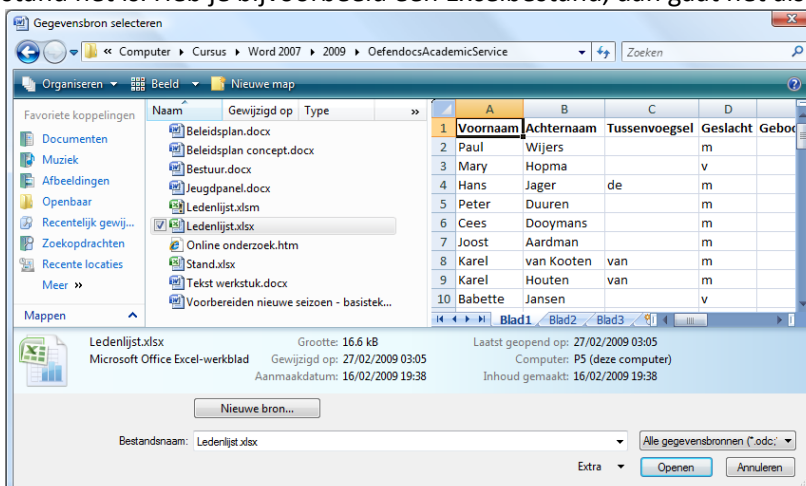 Gegevensbron selecteren
« Computer ▸ Cursus ▸ Word 2007 ▸ 2009 ▸ OefendocsAcademicService
Zoeken
Organiseren Beeld Nieuwe map
Favoriete koppelingen
Documenten
Muziek
Afbeeldingen
Openbaar
Recentelijk gewij...
Zoekopdrachten
Recente locaties
Meer »
Mappen
Naam Gewijzigd op Type »
Beleidsplan.docx
Beleidsplan concept.docx
Bestuur.docx
Jeugdpanel.docx
Ledenlijst.xlsm
Ledenlijst.xlsx
Online onderzoek.htm
Stand.xlsx
Tekst werkstuk.docx
Voorbereiden nieuwe seizoen - basistek...
A B C D
1 Voornaam Achternaam Tussenvoegsel Geslacht
2 Paul Wijers m
3 Mary Hopma v
4 Hans Jager de m
5 Peter Duuren m
6 Cees Dooymans m
7 Joost Aardman m
8 Karel van Kooten van m
9 Karel Houten van m
10 Babette Jansen v
Blad1 Blad2 Blad3
Ledenlijst.xlsx
Microsoft Office Excel-werkblad
Grootte: 16.6 kB
Gewijzigd op: 27/02/2009 03:05
Aanmaakdatum: 16/02/2009 19:38
Laatst geopend op: 27/02/2009 03:05
Computer: P5 (deze computer)
Inhoud gemaakt: 16/02/2009 19:38
Nieuwe bron...
Bestandsnaam: Ledenlijst.xlsx
Alle gegevensbronnen (*.odc;
Extra Openen Annuleren